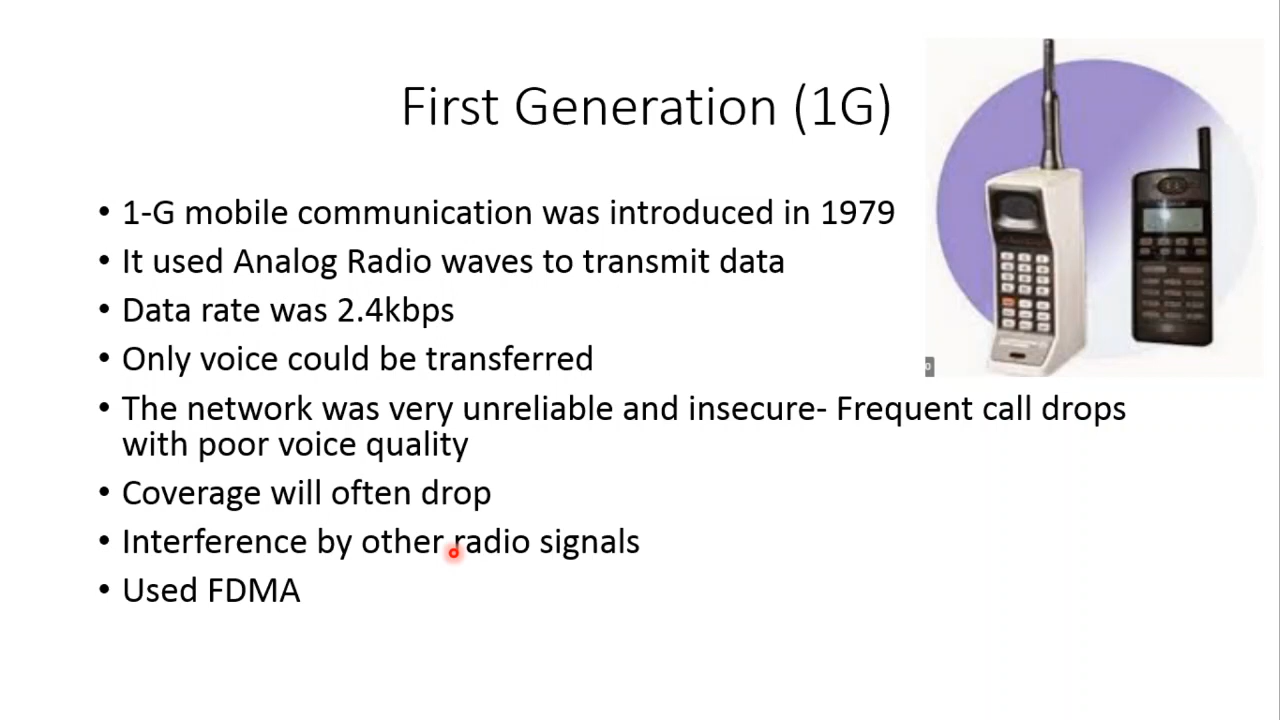 First Generation (1G)
• 1-G mobile communication was introduced in 1979
• It used Analog Radio waves to transmit data
• Data rate was 2.4kbps
• Only voice could be transferred
• The network was very unreliable and insecure- Frequent call drops
with poor voice quality
• Coverage will often drop
• Interference by other radio signals
• Used FDMA